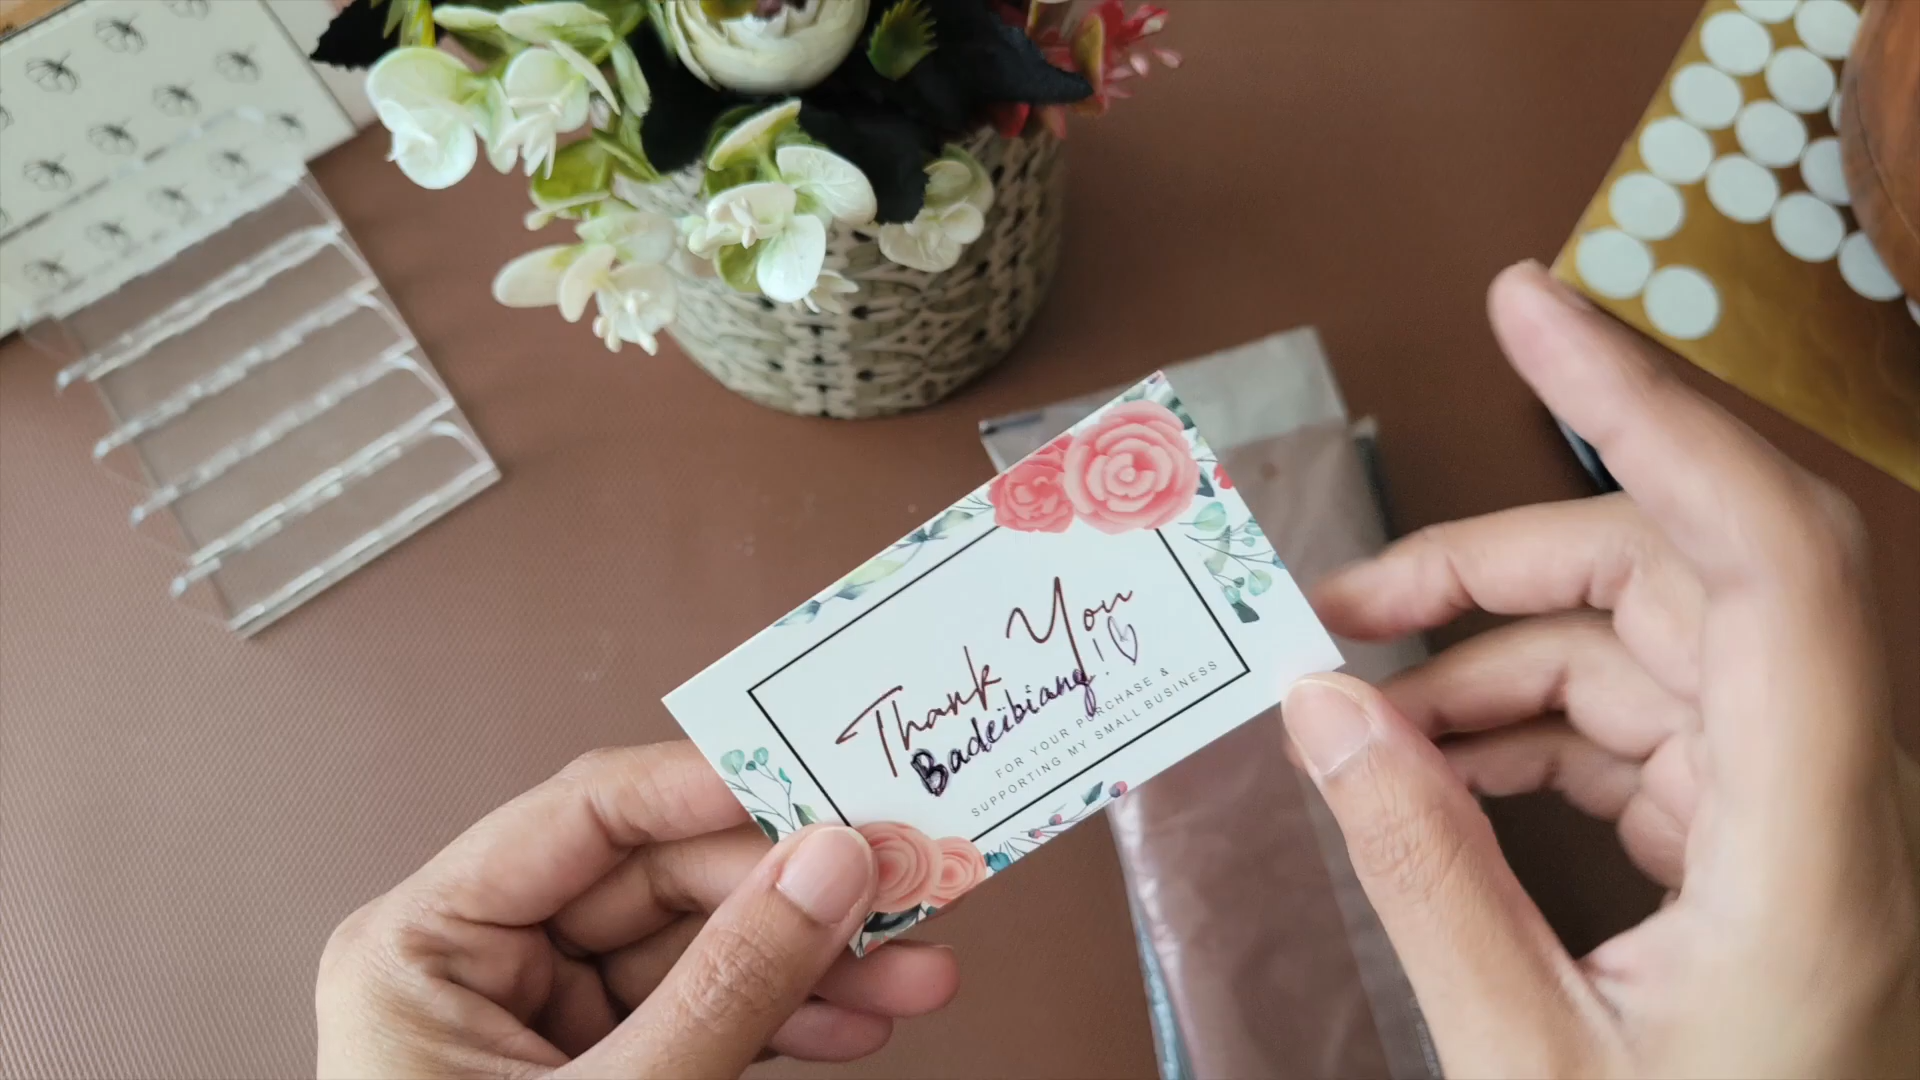 Thank You
Badeibiang!♡
FOR YOUR PURCHASE &
SUPPORTING MY SMALL BUSINESS